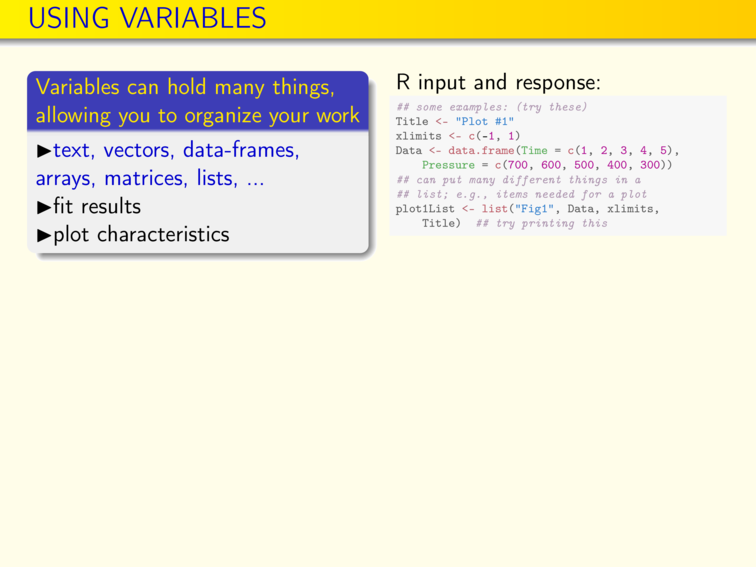 USING VARIABLES
Variables can hold many things,
allowing you to organize your work
▶text, vectors, data-frames,
arrays, matrices, lists, ...
▶fit results
▶plot characteristics
R input and response:
## some examples: (try these)
Title <- "Plot #1"
xlimits <- c(-1, 1)
Data <- data.frame(Time = c(1, 2, 3, 4, 5),
    Pressure = c(700, 600, 500, 400, 300))
## can put many different things in a
## list; e.g., items needed for a plot
plot1List <- list("Fig1", Data, xlimits,
    Title)  ## try printing this